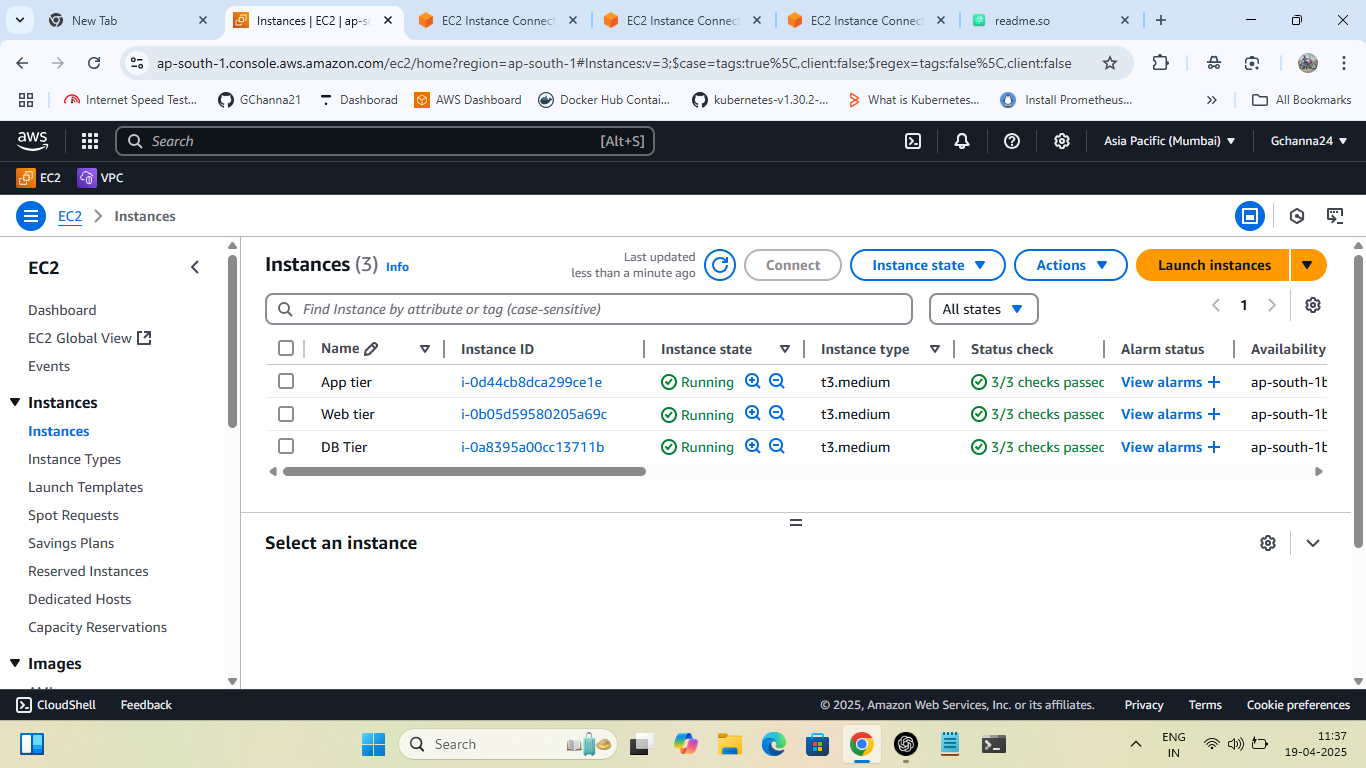 New Tab
Instances | EC2 | ap-so
EC2 Instance Connect
EC2 Instance Connect
EC2 Instance Connect
readme.so
ap-south-1.console.aws.amazon.com/ec2/home?region=ap-south-1#Instances:v=3;$case=tags:true%5C,client:false;$regex=tags:false%5C,client:false
Internet Speed Test...
GChanna21
Dashborad
AWS Dashboard
Docker Hub Contai...
kubernetes-v1.30.2-...
What is Kubernetes...
Install Prometheus...
All Bookmarks
aws
Search [Alt+S]
Asia Pacific (Mumbai)
Gchanna24
EC2
VPC
EC2 > Instances
EC2
Dashboard
EC2 Global View
Events
Instances
Instances
Instance Types
Launch Templates
Spot Requests
Savings Plans
Reserved Instances
Dedicated Hosts
Capacity Reservations
Images
Instances (3) Info
Last updated
less than a minute ago
Connect
Instance state
Actions
Launch instances
Find Instance by attribute or tag (case-sensitive)
All states
1
Name Instance ID Instance state Instance type Status check Alarm status Availability
App tier i-0d44cb8dca299ce1e Running t3.medium 3/3 checks passed View alarms + ap-south-1b
Web tier i-0b05d59580205a69c Running t3.medium 3/3 checks passed View alarms + ap-south-1b
DB Tier i-0a8395a00cc13711b Running t3.medium 3/3 checks passed View alarms + ap-south-1b
Select an instance
CloudShell
Feedback
© 2025, Amazon Web Services, Inc. or its affiliates.
Privacy
Terms
Cookie preferences
Search
ENG
IN
11:37
19-04-2025